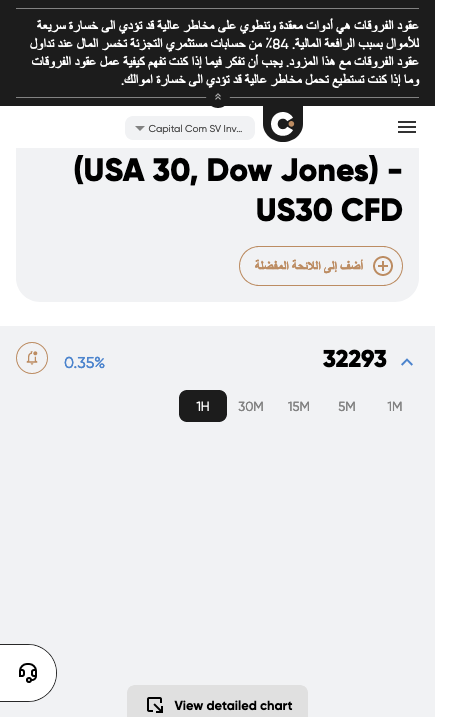 عقود الفروقات هي أدوات معقدة وتنطوي على مخاطر عالية قد تؤدي الى خسارة سريعة
للأموال بسبب الرافعة المالية. 84٪ من حسابات مستثمري التجزئة تخسر المال عند تداول
عقود الفروقات مع هذا المزود. يجب أن تفكر فيما إذا كنت تفهم كيفية عمل عقود الفروقات
وما إذا كنت تستطيع تحمل مخاطر عالية قد تؤدي الى خسارة اموالك.
Capital Com SV Inv...
(USA 30, Dow Jones) -
US30 CFD
أضف إلى اللائحة المفضلة
32293
0.35%
1H 30M 15M 5M 1M
View detailed chart